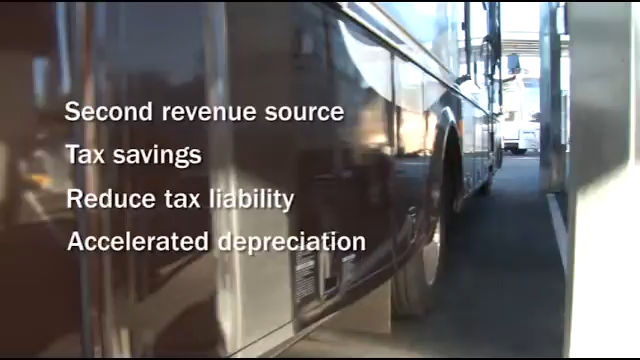 Second revenue source
Tax savings
Reduce tax liability
Accelerated depreciation